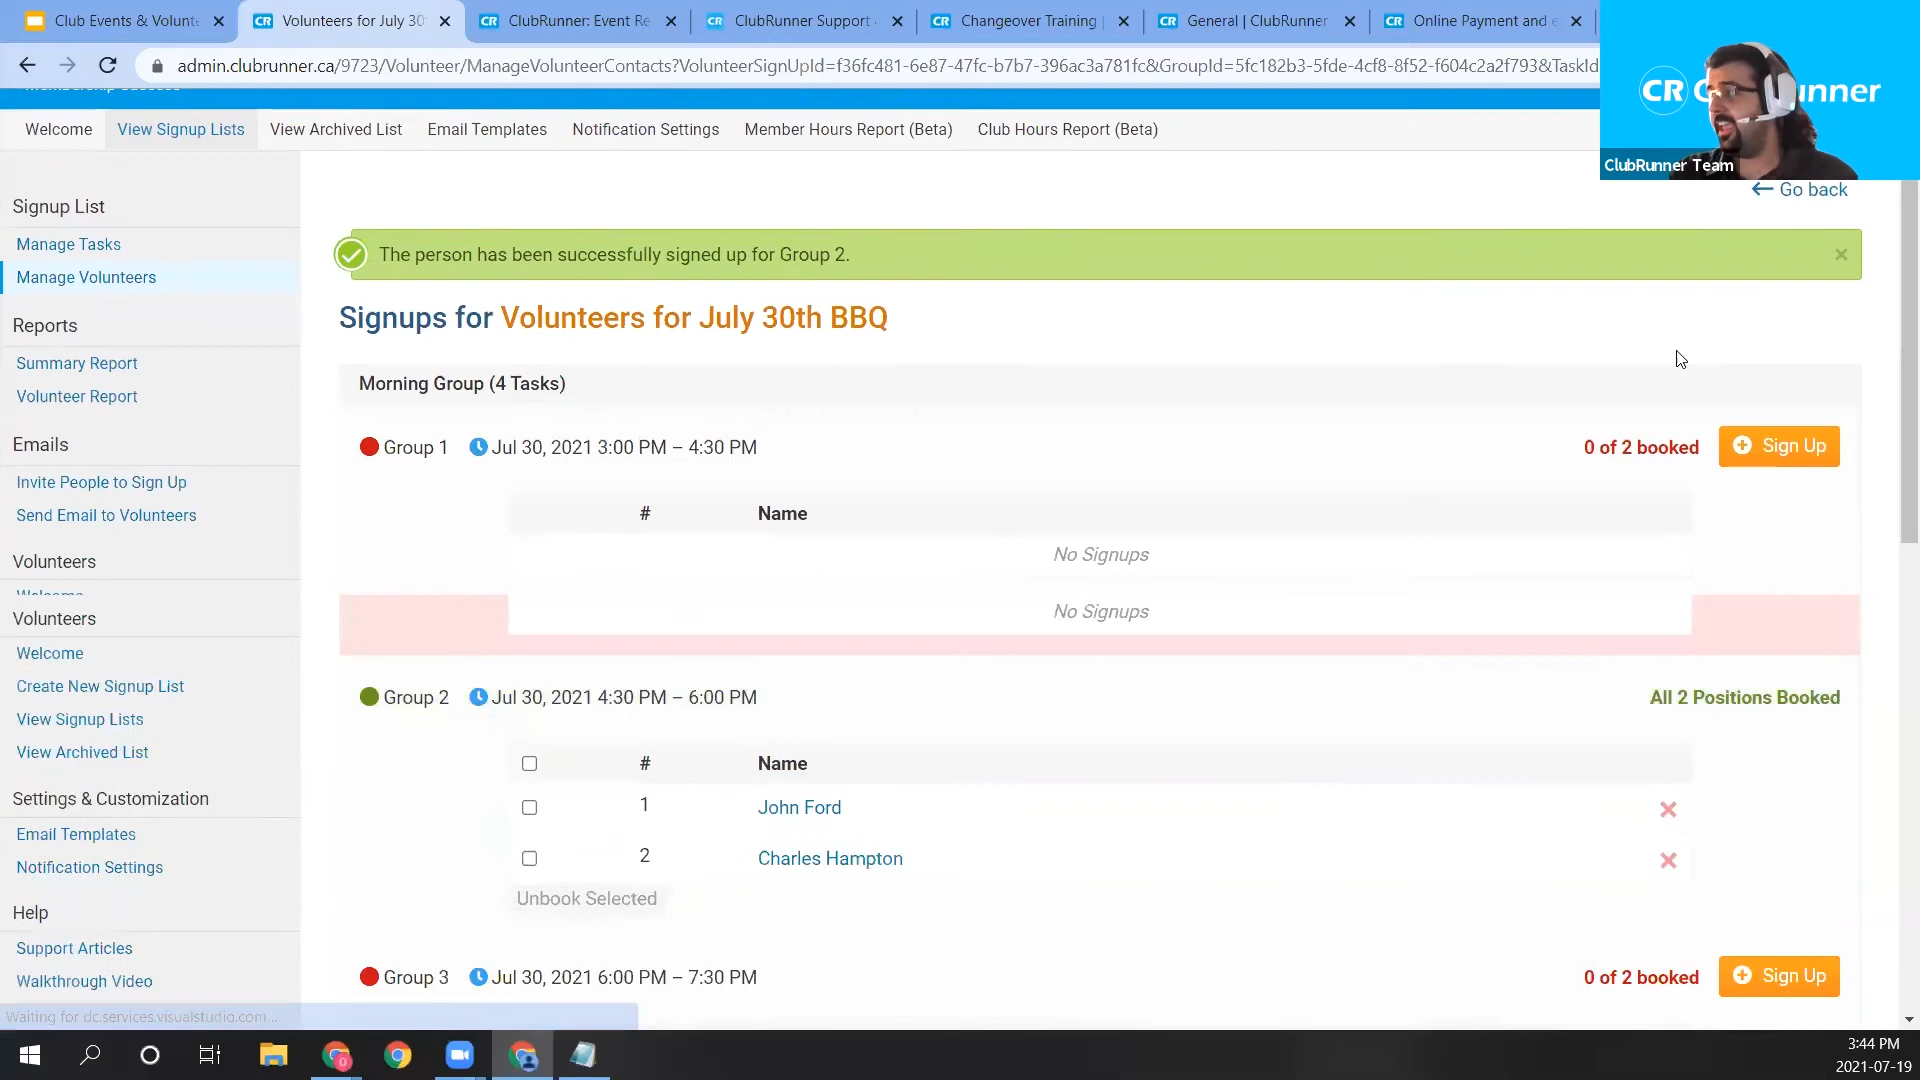 Club Events & Volunte
Volunteers for July 30
ClubRunner: Event Re
ClubRunner Support
Changeover Training
General | ClubRunner
Online Payment and e
admin.clubrunner.ca/9723/Volunteer/ManageVolunteerContacts?VolunteerSignUpId=f36fc481-6e87-47fc-b7b7-396ac3a781fc&GroupId=5fc182b3-5fde-4cf8-8f52-f604c2a2f793&TaskId
CR
unner
ClubRunner Team
Welcome
View Signup Lists
View Archived List
Email Templates
Notification Settings
Member Hours Report (Beta)
Club Hours Report (Beta)
Go back
Signup List
Manage Tasks
Manage Volunteers
Reports
Summary Report
Volunteer Report
Emails
Invite People to Sign Up
Send Email to Volunteers
Volunteers
Volunteers
Welcome
Create New Signup List
View Signup Lists
View Archived List
Settings & Customization
Email Templates
Notification Settings
Help
Support Articles
Walkthrough Video
Waiting for dc.services.visualstudio.com...
The person has been successfully signed up for Group 2.
Signups for Volunteers for July 30th BBQ
Morning Group (4 Tasks)
Group 1 Jul 30, 2021 3:00 PM – 4:30 PM 0 of 2 booked Sign Up
# Name
No Signups
No Signups
Group 2 Jul 30, 2021 4:30 PM – 6:00 PM All 2 Positions Booked
# Name
1 John Ford
2 Charles Hampton
Unbook Selected
Group 3 Jul 30, 2021 6:00 PM – 7:30 PM 0 of 2 booked Sign Up
3:44 PM
2021-07-19